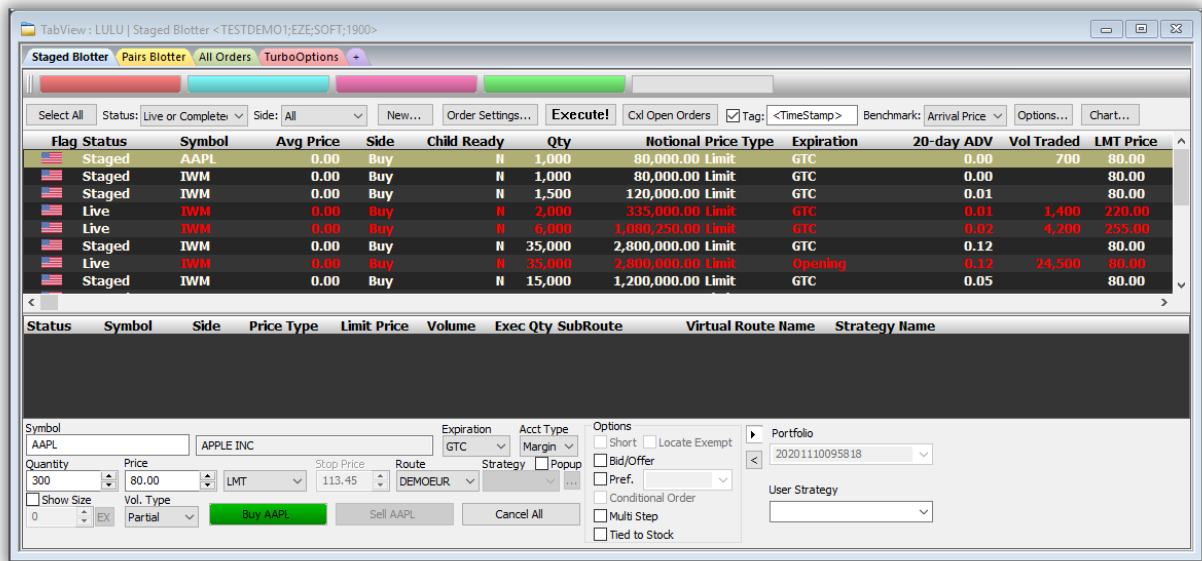 TabView : LULU | Staged Blotter <TESTDEMO1;EZE;SOFT;1900>
Staged Blotter Pairs Blotter All Orders TurboOptions +
Select All Status: Live or Complete Side: All New... Order Settings... Execute! Cxl Open Orders Tag: <TimeStamp> Benchmark: Arrival Price Options... Chart...
Flag Status Symbol Avg Price Side Child Ready Qty Notional Price Type Expiration 20-day ADV Vol Traded LMT Price
Staged AAPL 0.00 Buy N 1,000 80,000.00 Limit GTC 0.00 700 80.00
Staged IWM 0.00 Buy N 1,000 80,000.00 Limit GTC 0.00 80.00
Staged IWM 0.00 Buy N 1,500 120,000.00 Limit GTC 0.01 80.00
Live IWM 0.00 Buy N 2,000 335,000.00 Limit GTC 0.01 1,400 220.00
Live IWM 0.00 Buy N 6,000 1,080,250.00 Limit GTC 0.02 4,200 255.00
Staged IWM 0.00 Buy N 35,000 2,800,000.00 Limit GTC 0.12 80.00
Live IWM 0.00 Buy N 35,000 2,800,000.00 Limit Opening 0.12 24,500 80.00
Staged IWM 0.00 Buy N 15,000 1,200,000.00 Limit GTC 0.05 80.00
Status Symbol Side Price Type Limit Price Volume Exec Qty SubRoute Virtual Route Name Strategy Name
Symbol Expiration Acct Type Options Portfolio
AAPL APPLE INC GTC Margin Short Locate Exempt 20201110095818
Quantity Price Stop Price Route Strategy Popup Bid/Offer <
300 80.00 LMT 113.45 DEMOEUR ... Pref.
Show Size Vol. Type Conditional Order User Strategy
0 EX Partial Buy AAPL Sell AAPL Cancel All Multi Step
Tied to Stock